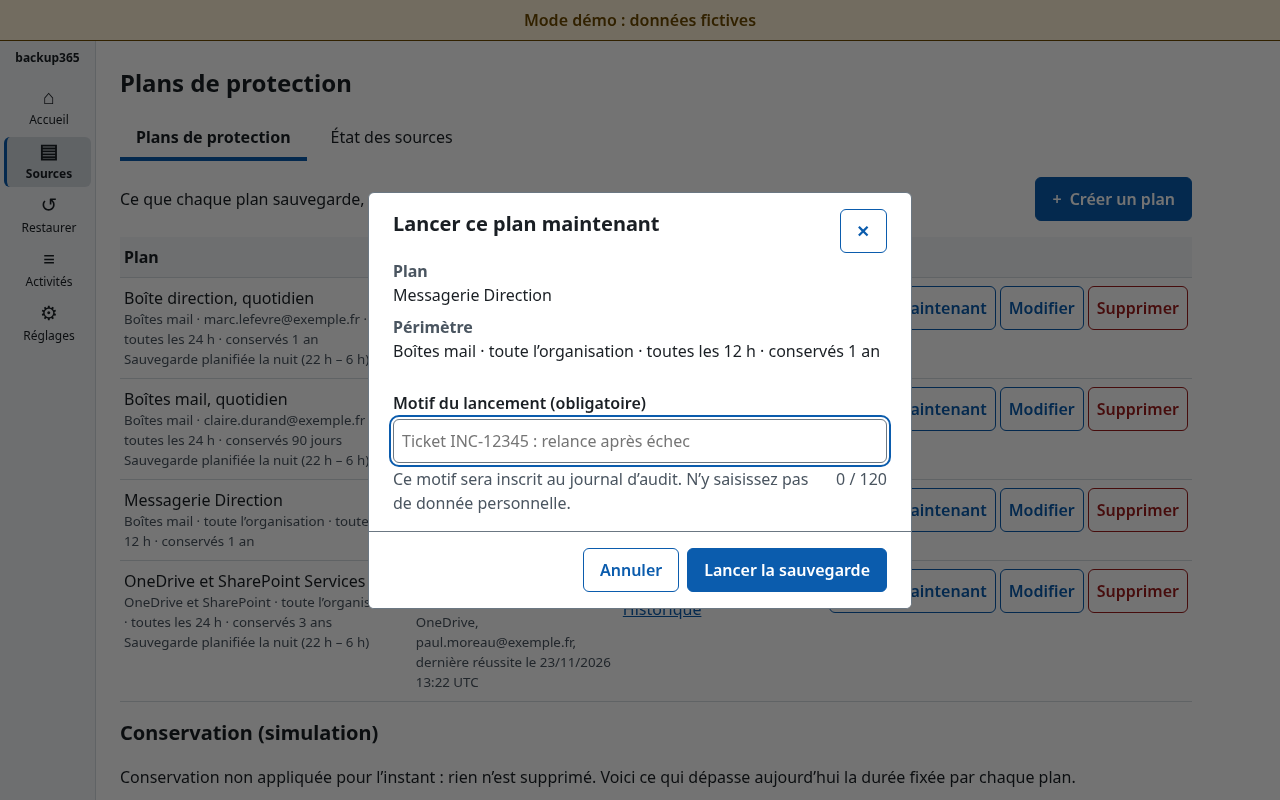 Mode démo : données fictives
backup365
Accueil
Sources
Restaurer
Activités
Réglages
Plans de protection
Plans de protection
État des sources
Ce que chaque plan sauvegarde,
+ Créer un plan
Plan
Boîte direction, quotidien
Boîtes mail · marc.lefevre@exemple.fr ·
toutes les 24 h · conservés 1 an
Sauvegarde planifiée la nuit (22 h – 6 h)
Modifier
Supprimer
Boîtes mail, quotidien
Boîtes mail · claire.durand@exemple.fr
toutes les 24 h · conservés 90 jours
Sauvegarde planifiée la nuit (22 h – 6 h)
Modifier
Supprimer
Messagerie Direction
Boîtes mail · toute l’organisation · toute
12 h · conservés 1 an
Modifier
Supprimer
OneDrive et SharePoint Services
OneDrive et SharePoint · toute l’organis
· toutes les 24 h · conservés 3 ans
Sauvegarde planifiée la nuit (22 h – 6 h)
OneDrive,
paul.moreau@exemple.fr,
dernière réussite le 23/11/2026
13:22 UTC
Historique
Modifier
Supprimer
Lancer ce plan maintenant
×
Plan
Messagerie Direction
Périmètre
Boîtes mail · toute l’organisation · toutes les 12 h · conservés 1 an
Motif du lancement (obligatoire)
Ticket INC-12345 : relance après échec
Ce motif sera inscrit au journal d’audit. N’y saisissez pas
de donnée personnelle.
0 / 120
Annuler
Lancer la sauvegarde
Conservation (simulation)
Conservation non appliquée pour l’instant : rien n’est supprimé. Voici ce qui dépasse aujourd’hui la durée fixée par chaque plan.